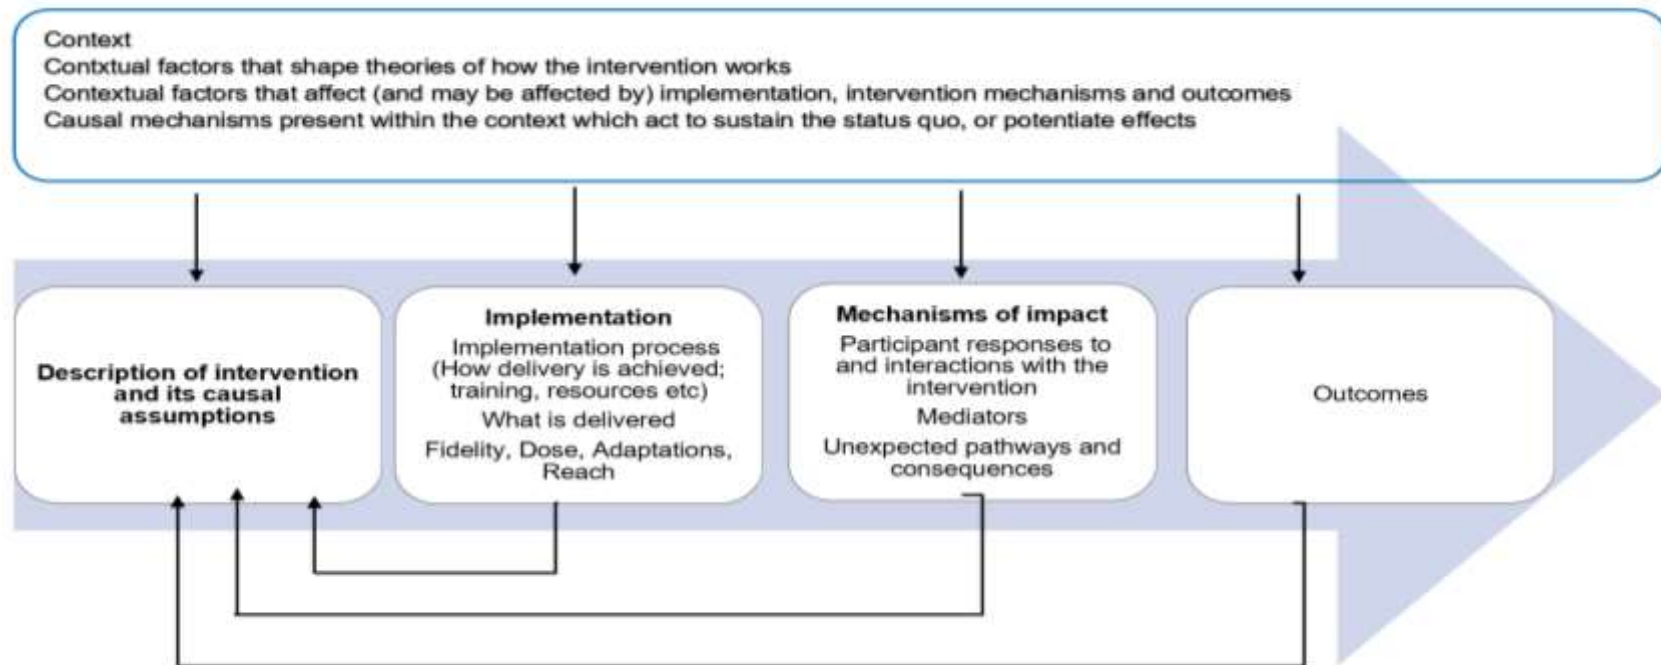 Context
Contxtual factors that shape theories of how the intervention works
Contextual factors that affect (and may be affected by) implementation, intervention mechanisms and outcomes
Causal mechanisms present within the context which act to sustain the status quo, or potentiate effects
Description of intervention
and its causal
assumptions
Implementation
Implementation process
(How delivery is achieved;
training, resources etc)
What is delivered
Fidelity, Dose, Adaptations,
Reach
Mechanisms of impact
Participant responses to
and interactions with the
intervention
Mediators
Unexpected pathways and
consequences
Outcomes